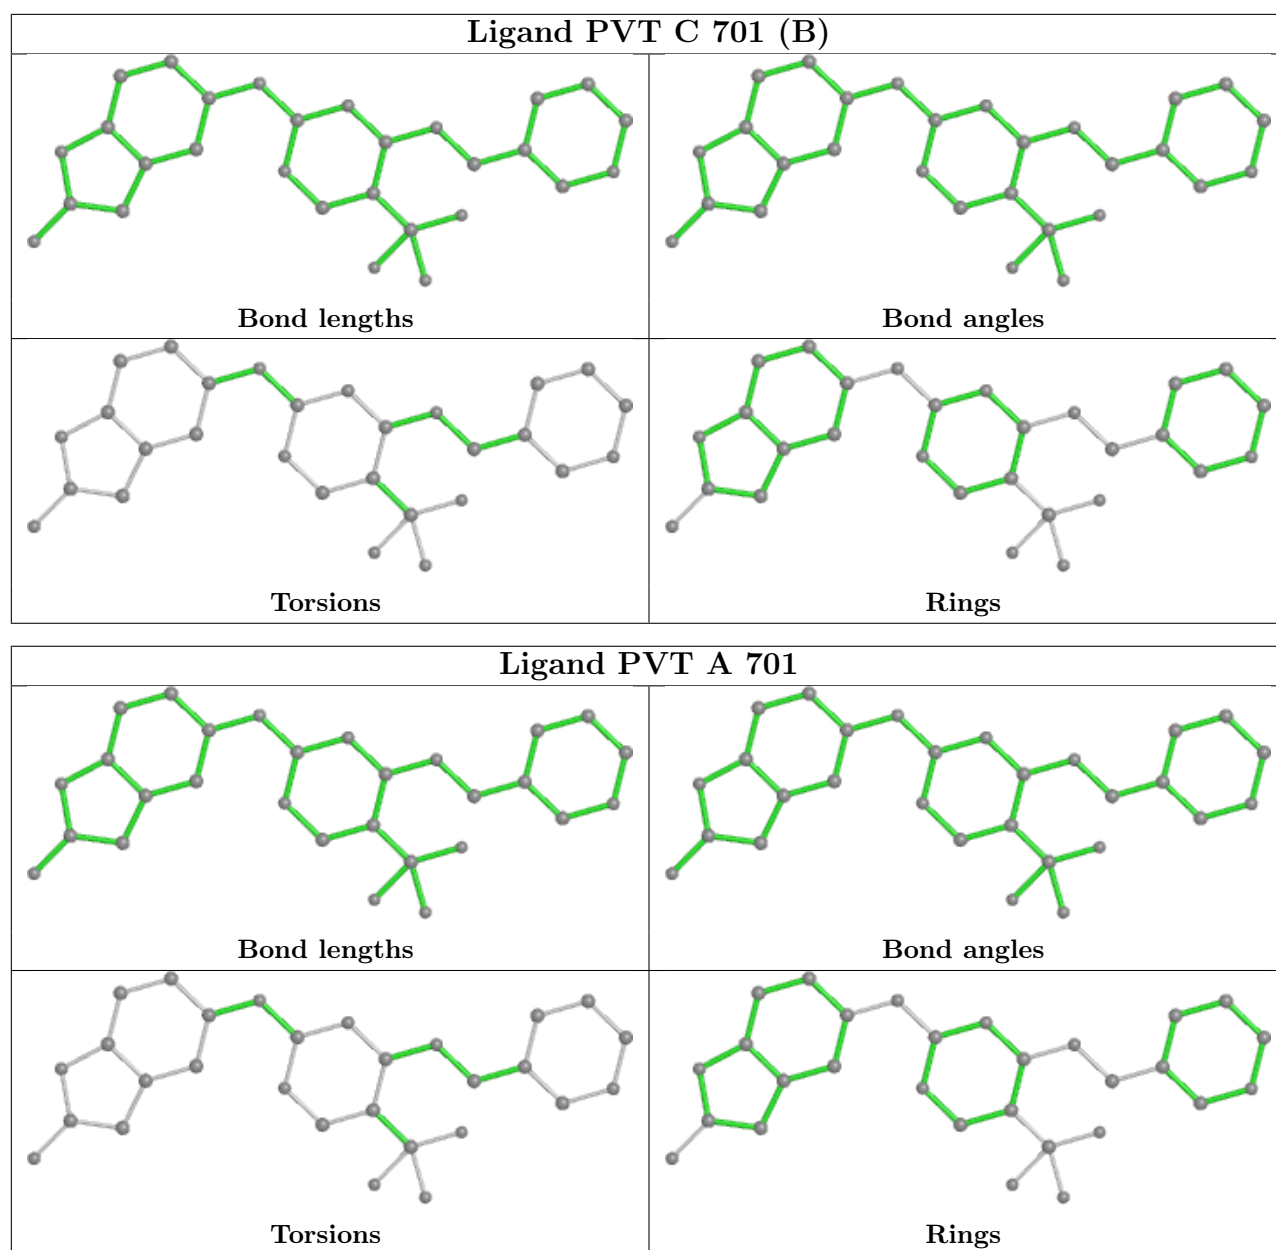 Ligand PVT C 701 (B)
Bond lengths
Bond angles
Torsions
Rings
Ligand PVT A 701
Bond lengths
Bond angles
Torsions
Rings